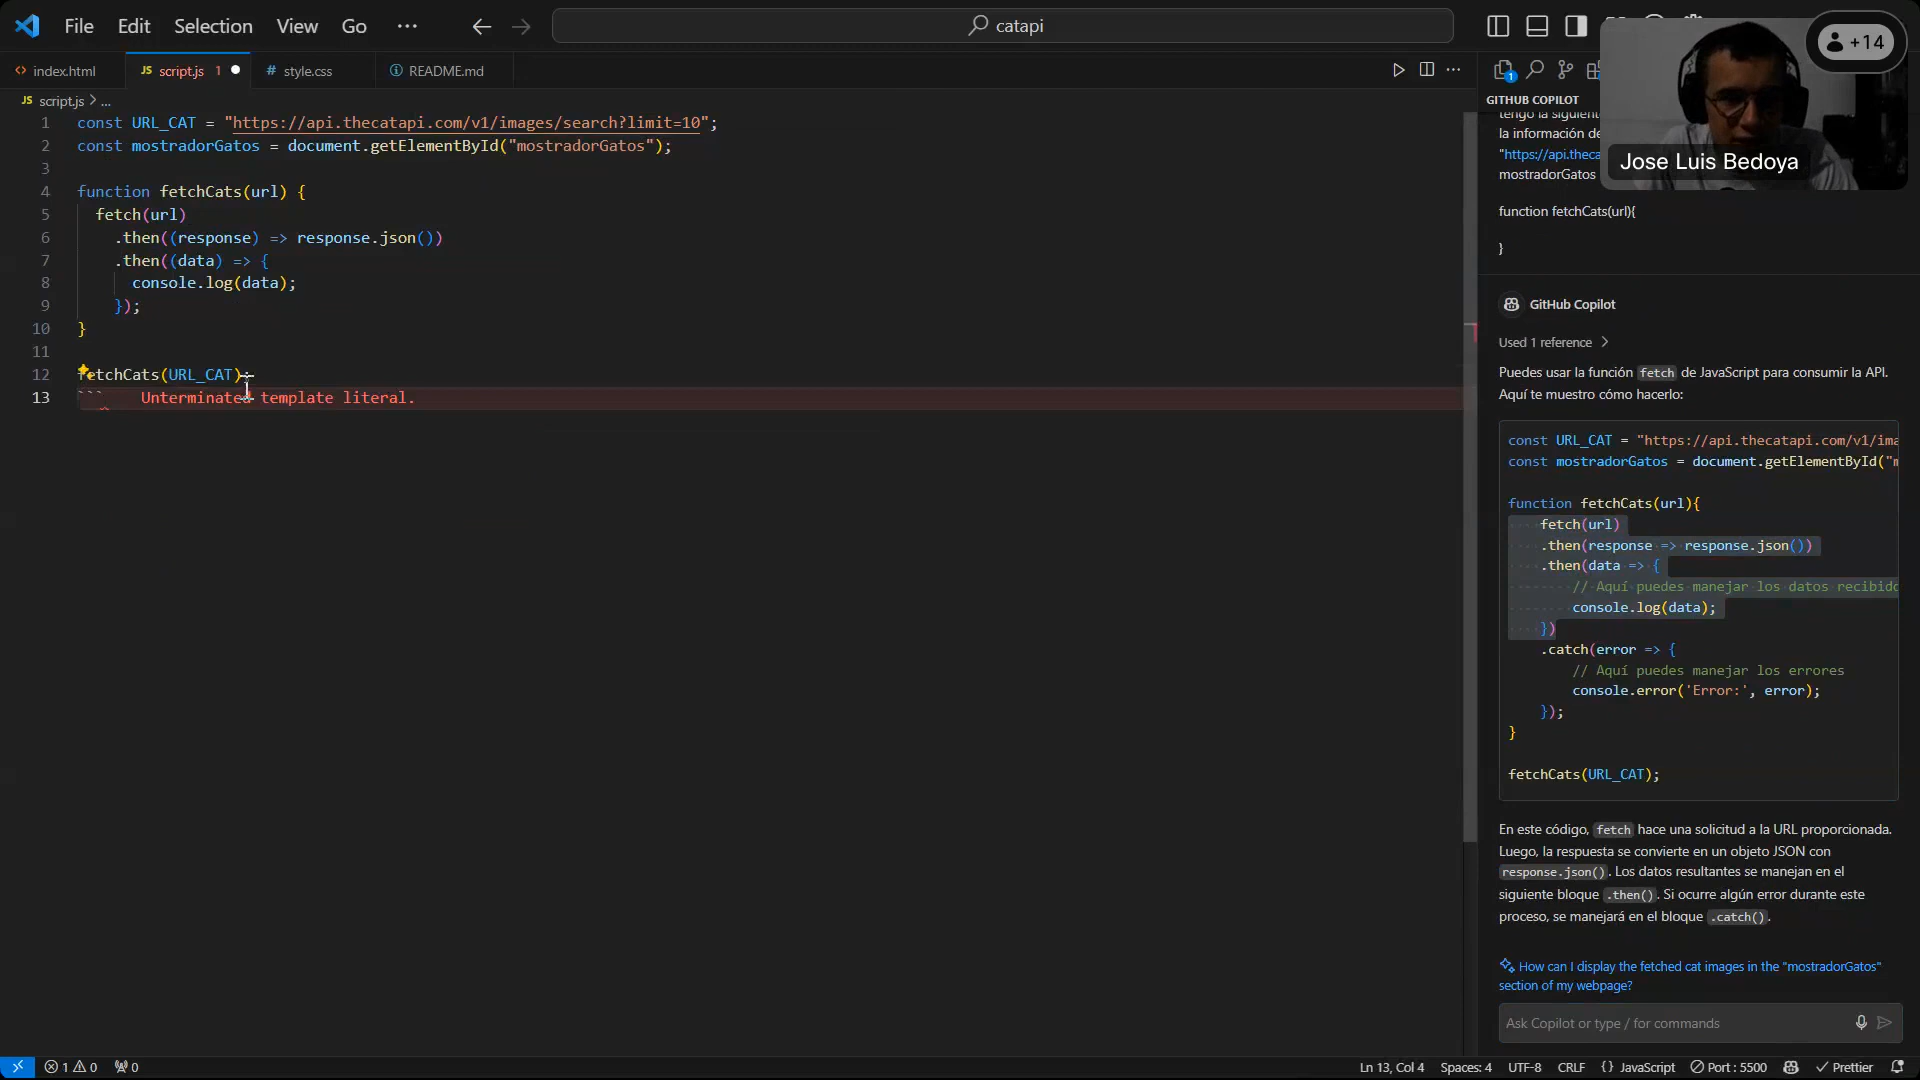 File Edit Selection View Go ··· catapi
+14
index.html JS script.js 1 # style.css README.md
JS script.js > ...
1 const URL_CAT = "https://api.thecatapi.com/v1/images/search?limit=10";
2 const mostradorGatos = document.getElementById("mostradorGatos");
3
4 function fetchCats(url) {
5 fetch(url)
6 .then((response) => response.json())
7 .then((data) => {
8 console.log(data);
9 });
10 }
11
12 fetchCats(URL_CAT);
13 ``` Unterminated template literal.
1
GITHUB COPILOT
tengo la siguiente
la información de
"https://api.theca
mostradorGatos
Jose Luis Bedoya
function fetchCats(url){
}
GitHub Copilot
Used 1 reference >
Puedes usar la función fetch de JavaScript para consumir la API.
Aquí te muestro cómo hacerlo:
const URL_CAT = "https://api.thecatapi.com/v1/ima
const mostradorGatos = document.getElementById("m
function fetchCats(url){
fetch(url)
.then(response => response.json())
.then(data => {
// Aquí puedes manejar los datos recibido
console.log(data);
})
.catch(error => {
// Aquí puedes manejar los errores
console.error('Error:', error);
});
}
fetchCats(URL_CAT);
En este código, fetch hace una solicitud a la URL proporcionada.
Luego, la respuesta se convierte en un objeto JSON con
response.json(). Los datos resultantes se manejan en el
siguiente bloque .then(). Si ocurre algún error durante este
proceso, se manejará en el bloque .catch().
How can I display the fetched cat images in the "mostradorGatos"
section of my webpage?
Ask Copilot or type / for commands
1 0 0 Ln 13, Col 4 Spaces: 4 UTF-8 CRLF {} JavaScript Port : 5500 Prettier